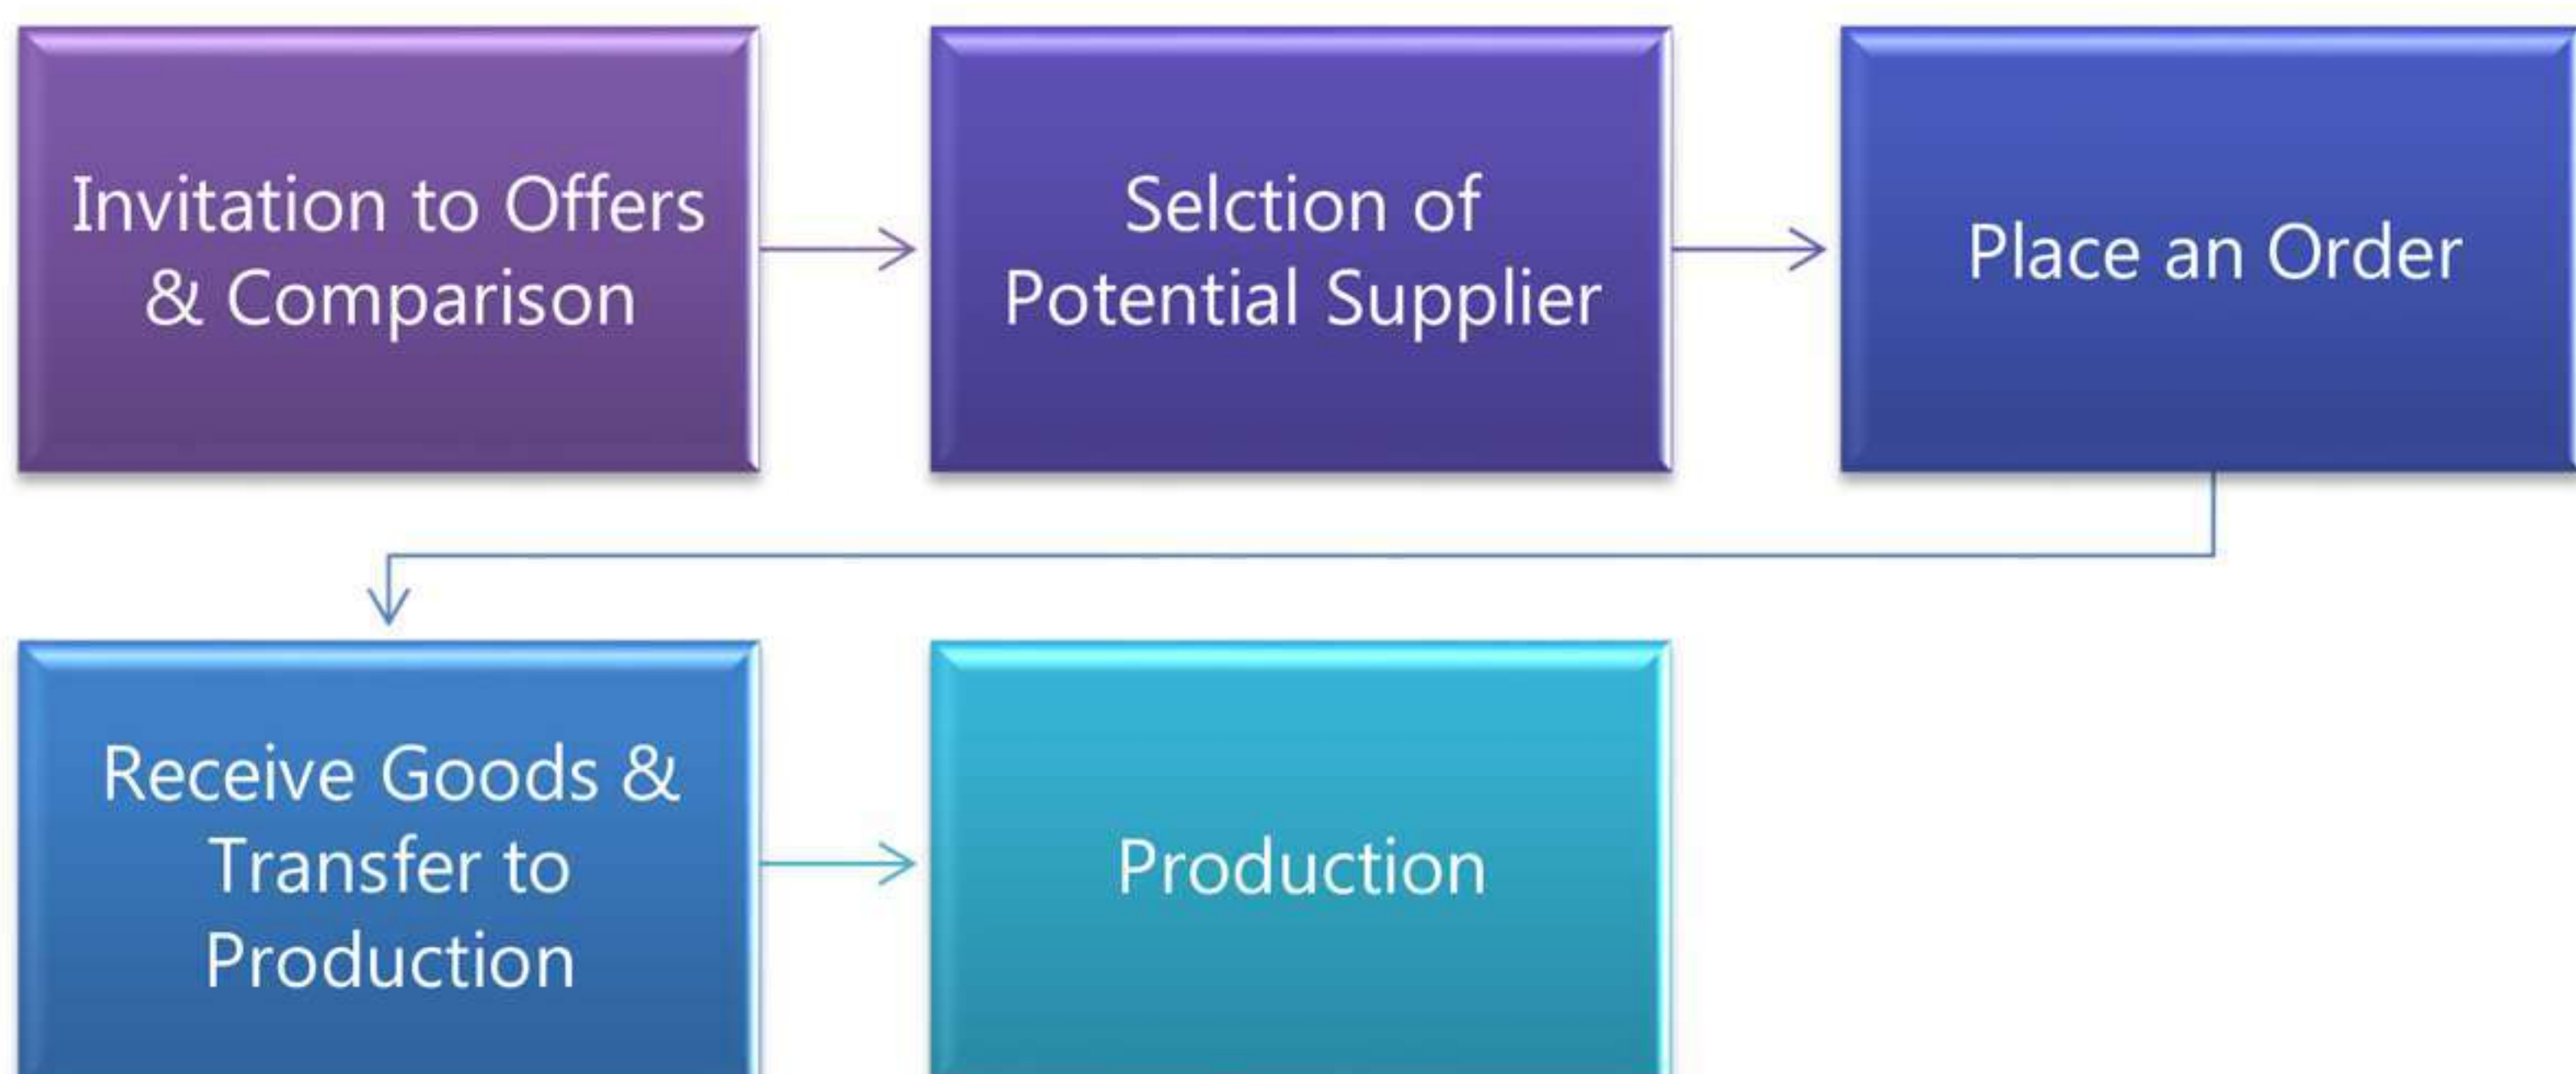 Invitation to Offers
& Comparison
Selction of
Potential Supplier
Place an Order
Receive Goods &
Transfer to
Production
Production